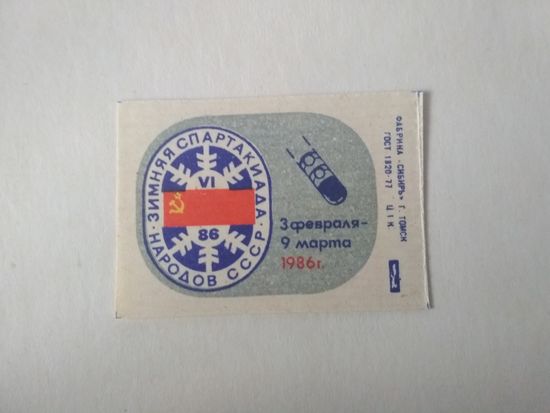 ЗИМНЯЯ СПАРТАКИАДА
НАРОДОВ СССР
VI
86
3 февраля-
9 марта
1986г.
ФАБРИКА „СИБИРЬ" г. ТОМСК
ГОСТ 1820-77 Ц. 1 К.